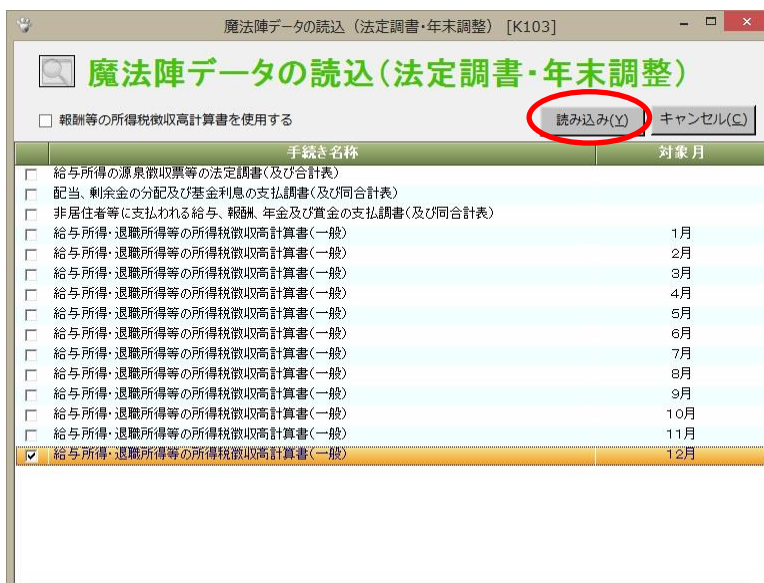 魔法陣データの読込（法定調書・年末調整） [K103]
魔法陣データの読込（法定調書・年末調整）
報酬等の所得税徴収高計算書を使用する
読み込み(Y)
キャンセル(C)
手続き名称 対象月
給与所得の源泉徴収票等の法定調書(及び合計表)
配当、剰余金の分配及び基金利息の支払調書(及び同合計表)
非居住者等に支払われる給与、報酬、年金及び賞金の支払調書(及び同合計表)
給与所得・退職所得等の所得税徴収高計算書(一般) 1月
給与所得・退職所得等の所得税徴収高計算書(一般) 2月
給与所得・退職所得等の所得税徴収高計算書(一般) 3月
給与所得・退職所得等の所得税徴収高計算書(一般) 4月
給与所得・退職所得等の所得税徴収高計算書(一般) 5月
給与所得・退職所得等の所得税徴収高計算書(一般) 6月
給与所得・退職所得等の所得税徴収高計算書(一般) 7月
給与所得・退職所得等の所得税徴収高計算書(一般) 8月
給与所得・退職所得等の所得税徴収高計算書(一般) 9月
給与所得・退職所得等の所得税徴収高計算書(一般) 10月
給与所得・退職所得等の所得税徴収高計算書(一般) 11月
給与所得・退職所得等の所得税徴収高計算書(一般) 12月